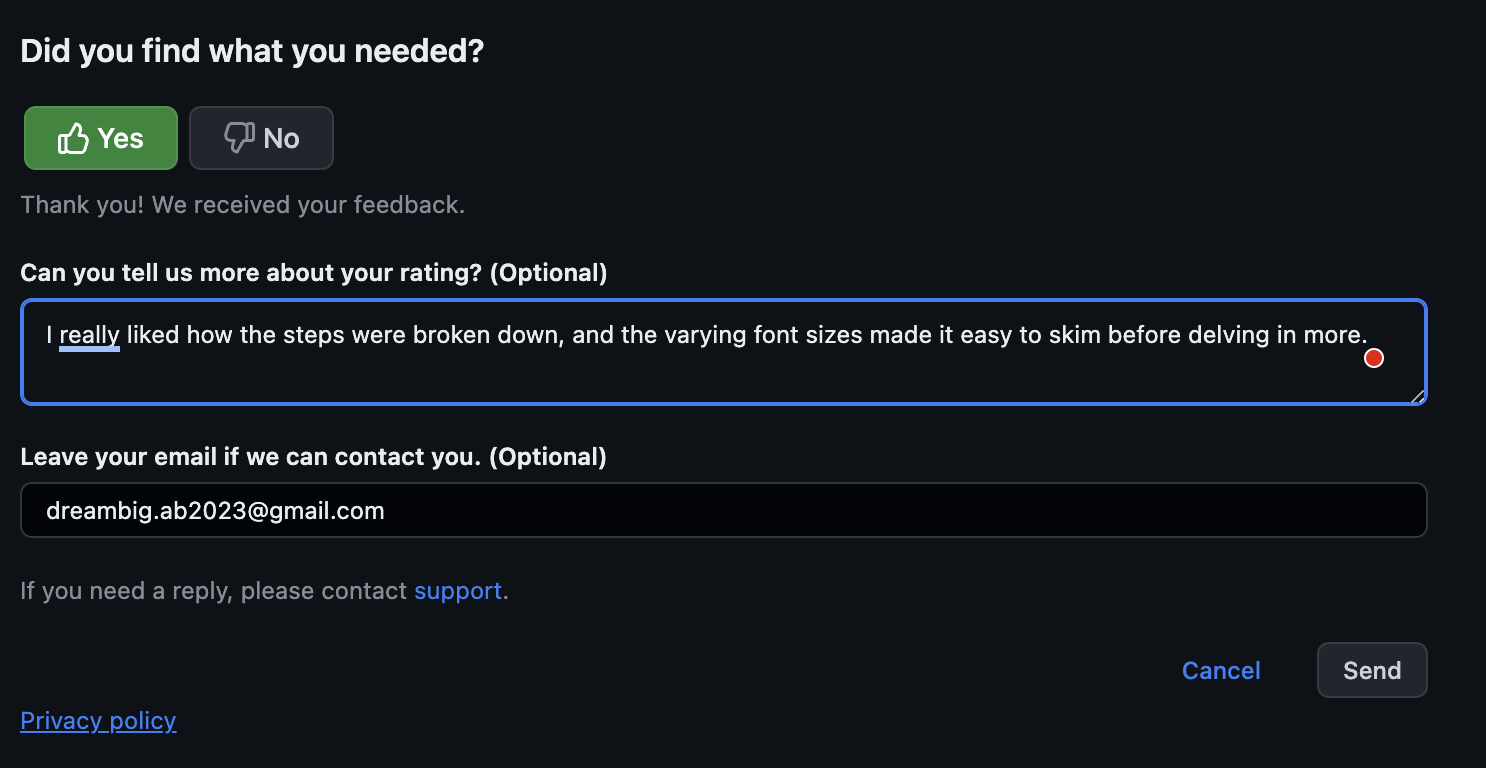 Did you find what you needed?
Yes No
Thank you! We received your feedback.
Can you tell us more about your rating? (Optional)
I really liked how the steps were broken down, and the varying font sizes made it easy to skim before delving in more.
Leave your email if we can contact you. (Optional)
dreambig.ab2023@gmail.com
If you need a reply, please contact support.
Cancel Send
Privacy policy